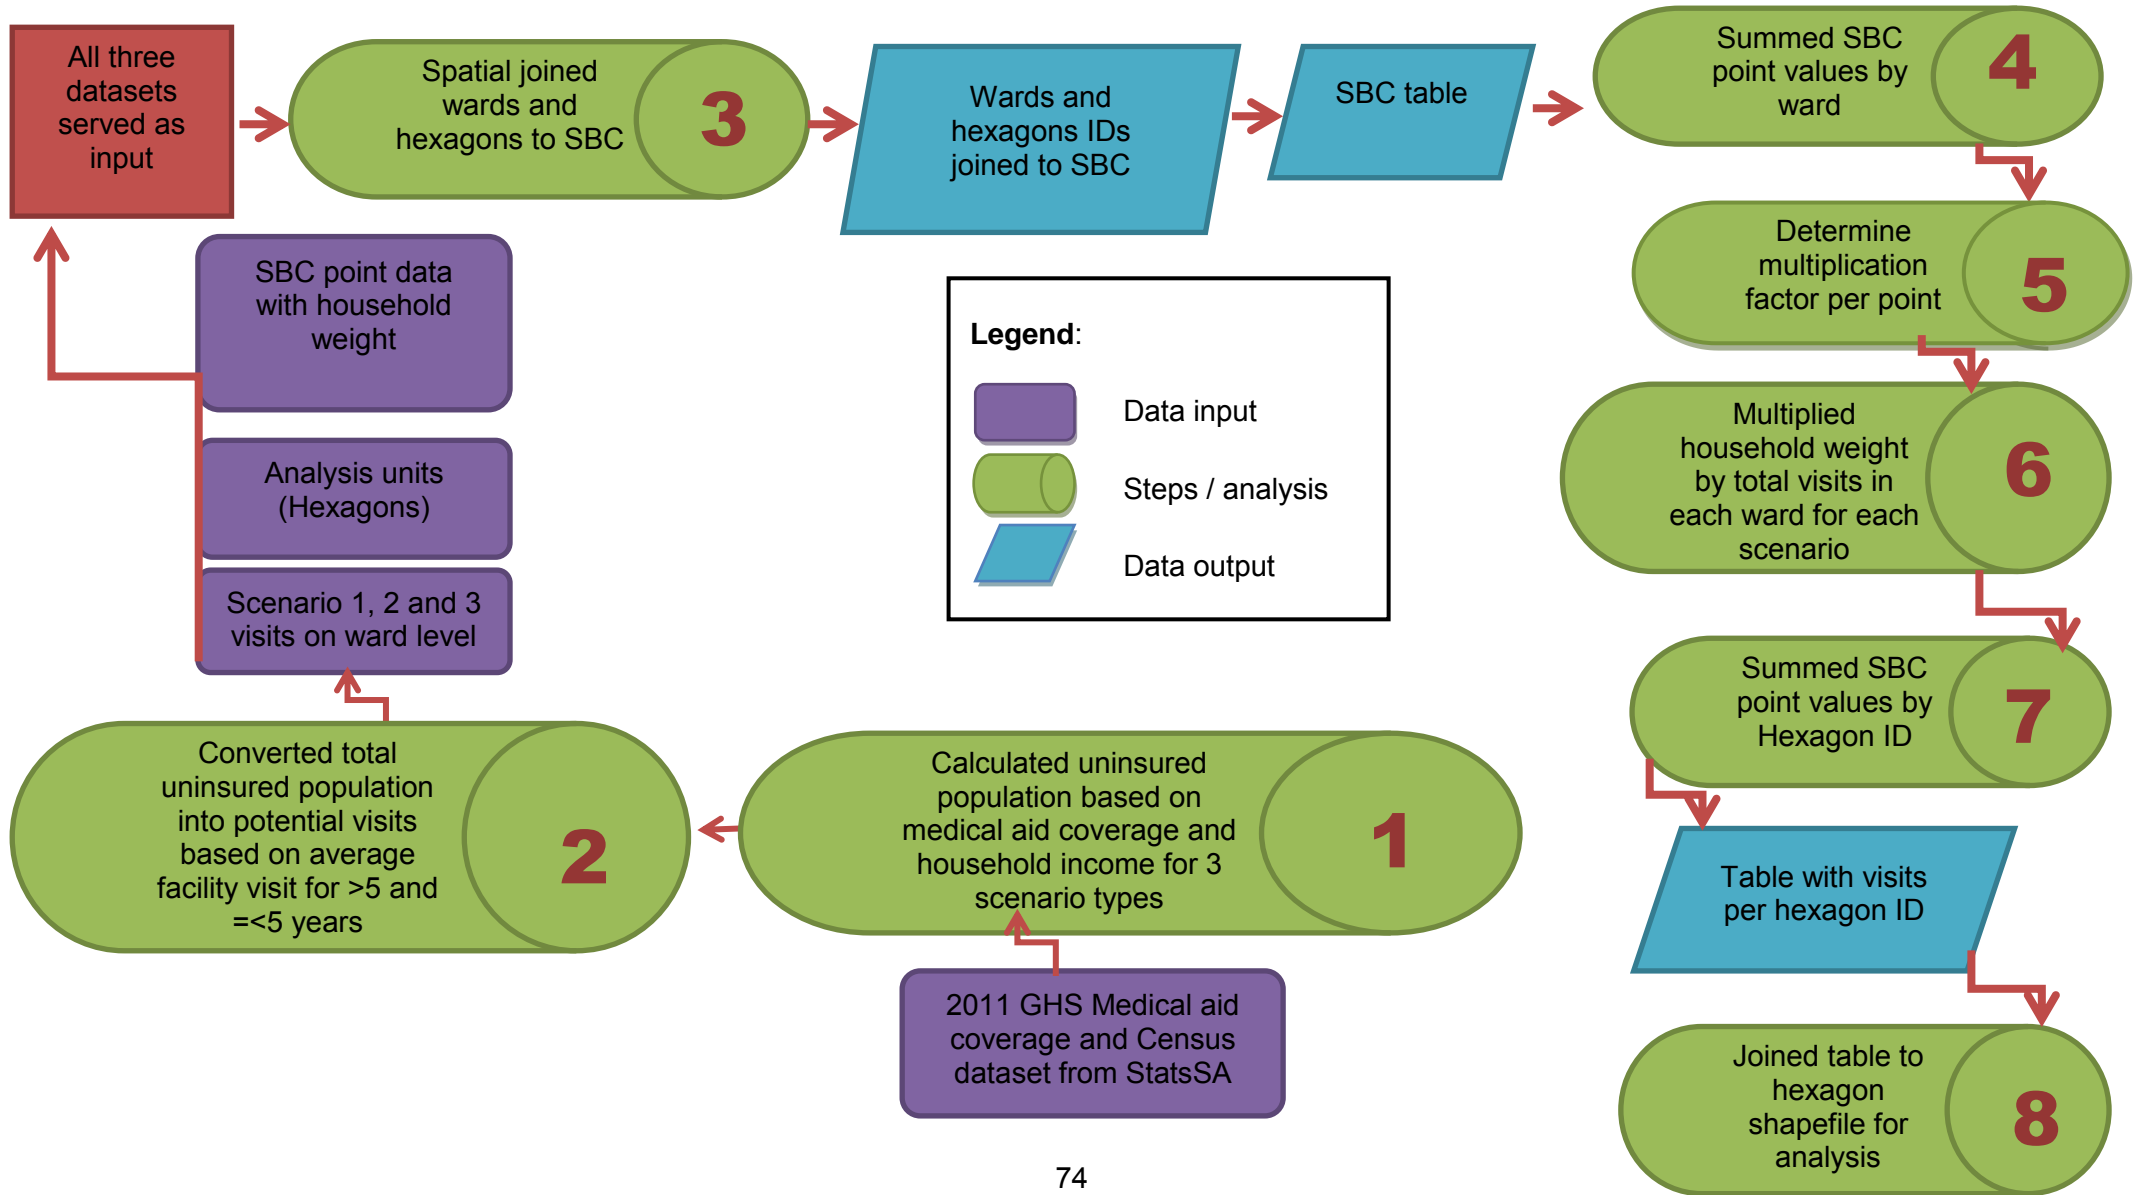 All three
datasets
served as
input
Spatial joined
wards and
hexagons to SBC
3
Wards and
hexagons IDs
joined to SBC
SBC table
Summed SBC
point values by
ward
4
Determine
multiplication
factor per point
5
SBC point data
with household
weight
Analysis units
(Hexagons)
Scenario 1, 2 and 3
visits on ward level
Legend:
Data input
Steps / analysis
Data output
Multiplied
household weight
by total visits in
each ward for each
scenario
6
Summed SBC
point values by
Hexagon ID
7
Converted total
uninsured population
into potential visits
based on average
facility visit for >5 and
=<5 years
2
Calculated uninsured
population based on
medical aid coverage and
household income for 3
scenario types
1
Table with visits
per hexagon ID
2011 GHS Medical aid
coverage and Census
dataset from StatsSA
Joined table to
hexagon
shapefile for
analysis
8
74